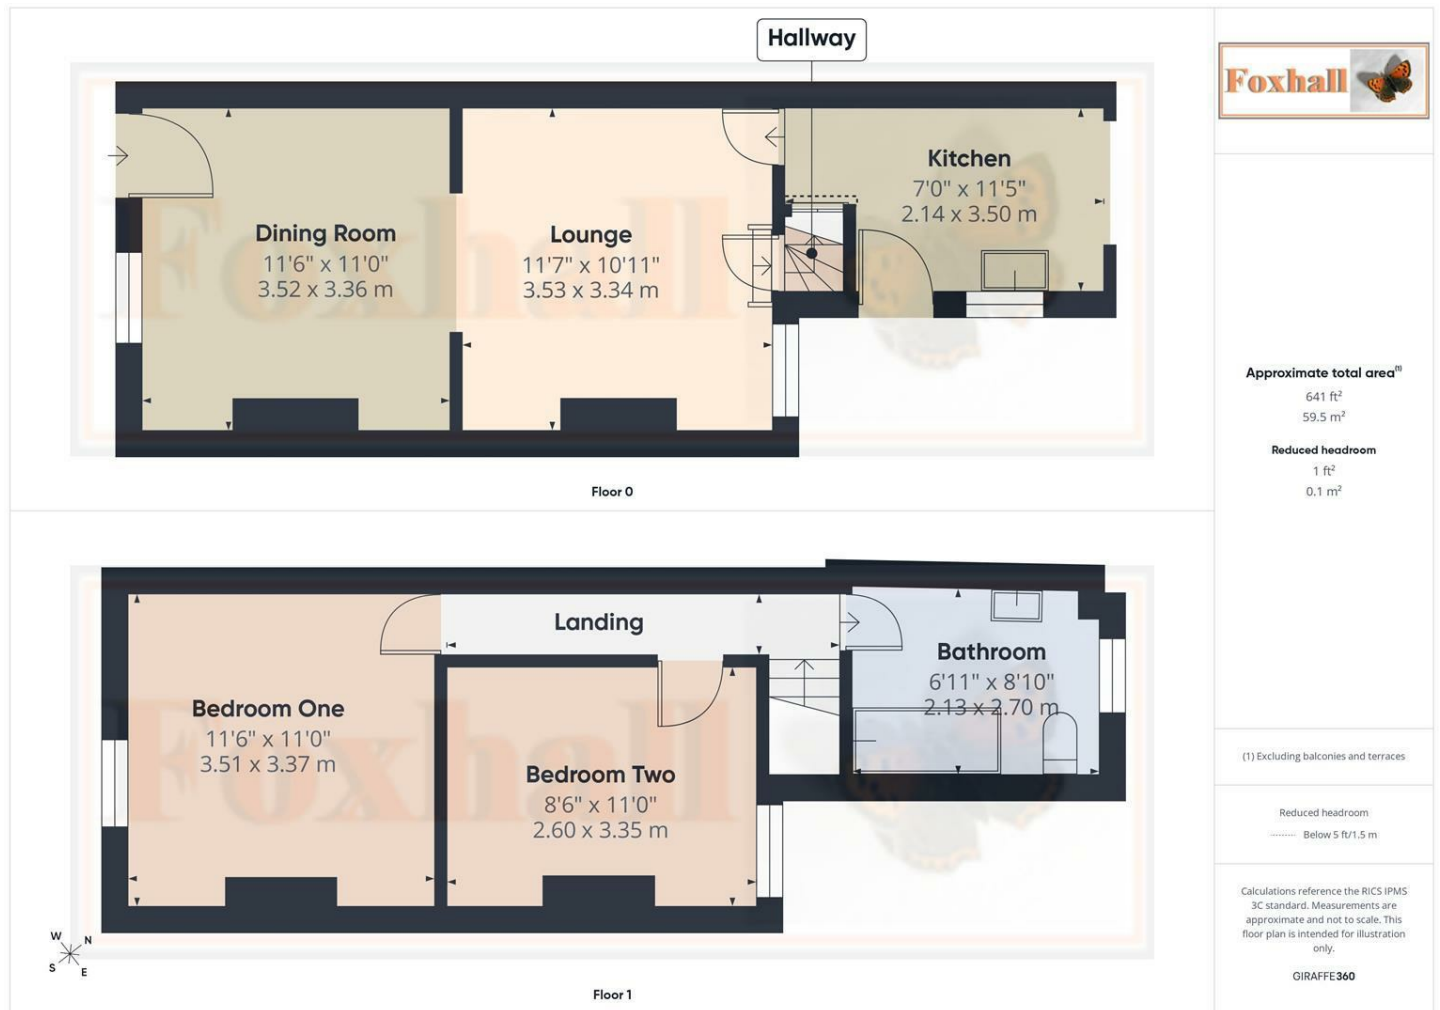 Hallway
Foxhall
Kitchen
7'0" x 11'5"
2.14 x 3.50 m
Dining Room
11'6" x 11'0"
3.52 x 3.36 m
Lounge
11'7" x 10'11"
3.53 x 3.34 m
Foxhall
Floor 0
Approximate total area(1)
641 ft²
59.5 m²
Reduced headroom
1 ft²
0.1 m²
Landing
Bathroom
6'11" x 8'10"
2.13 x 2.70 m
Bedroom One
11'6" x 11'0"
3.51 x 3.37 m
Bedroom Two
8'6" x 11'0"
2.60 x 3.35 m
Foxhall
W
N
S
E
Floor 1
(1) Excluding balconies and terraces
Reduced headroom
Below 5 ft/1.5 m
Calculations reference the RICS IPMS
3C standard. Measurements are
approximate and not to scale. This
floor plan is intended for illustration
only.
GIRAFFE360